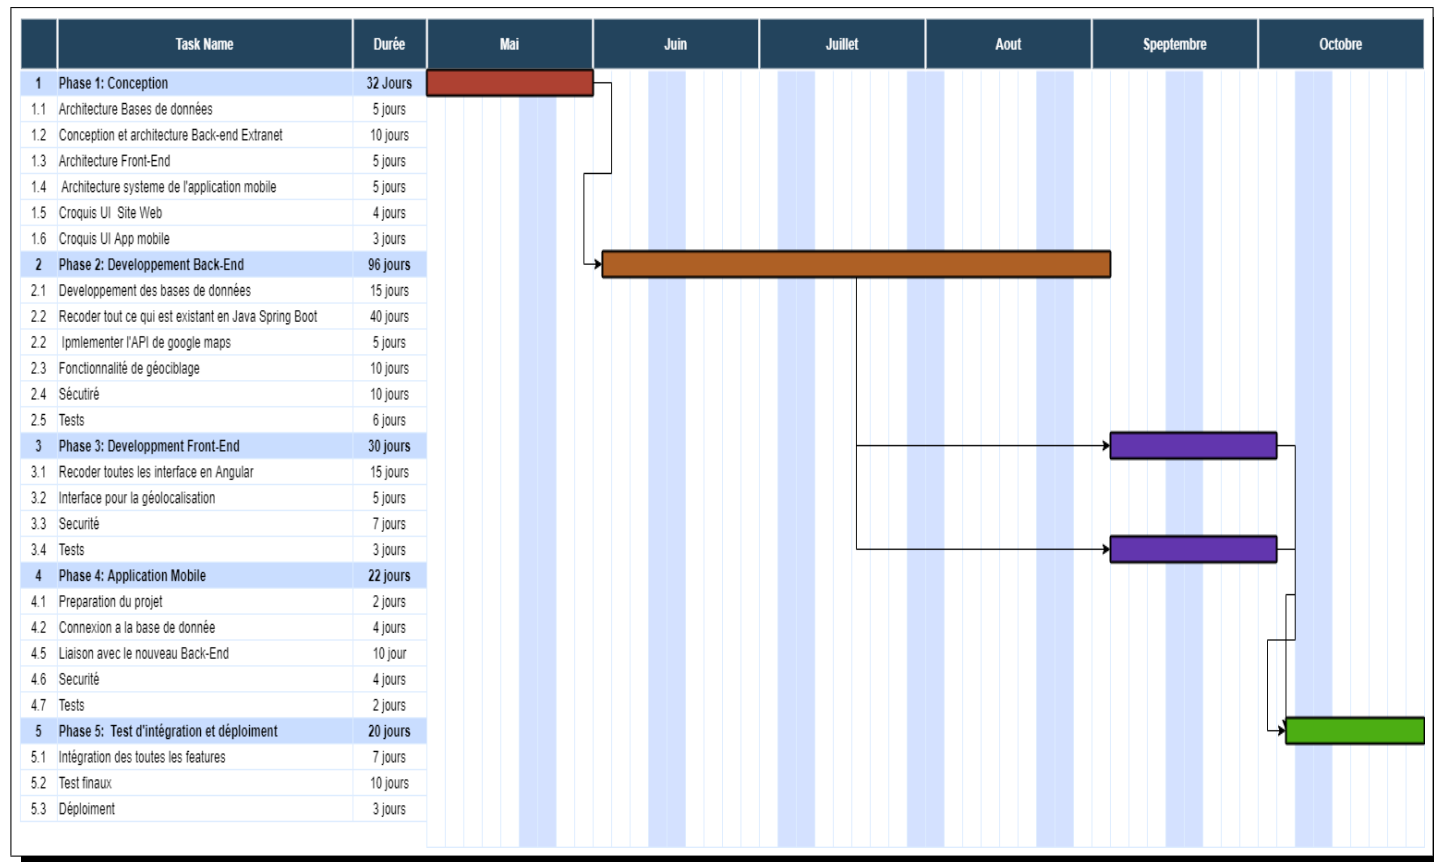 Task Name Durée Mai Juin Juillet Aout Speptembre Octobre
1 Phase 1: Conception 32 Jours
1.1 Architecture Bases de données 5 jours
1.2 Conception et architecture Back-end Extranet 10 jours
1.3 Architecture Front-End 5 jours
1.4 Architecture systeme de l'application mobile 5 jours
1.5 Croquis UI Site Web 4 jours
1.6 Croquis UI App mobile 3 jours
2 Phase 2: Developpement Back-End 96 jours
2.1 Developpement des bases de données 15 jours
2.2 Recoder tout ce qui est existant en Java Spring Boot 40 jours
2.2 Ipmlementer l'API de google maps 5 jours
2.3 Fonctionnalité de géociblage 10 jours
2.4 Sécutiré 10 jours
2.5 Tests 6 jours
3 Phase 3: Developpment Front-End 30 jours
3.1 Recoder toutes les interface en Angular 15 jours
3.2 Interface pour la géolocalisation 5 jours
3.3 Securité 7 jours
3.4 Tests 3 jours
4 Phase 4: Application Mobile 22 jours
4.1 Preparation du projet 2 jours
4.2 Connexion a la base de donnée 4 jours
4.5 Liaison avec le nouveau Back-End 10 jour
4.6 Securité 4 jours
4.7 Tests 2 jours
5 Phase 5: Test d'intégration et déploiment 20 jours
5.1 Intégration des toutes les features 7 jours
5.2 Test finaux 10 jours
5.3 Déploiment 3 jours